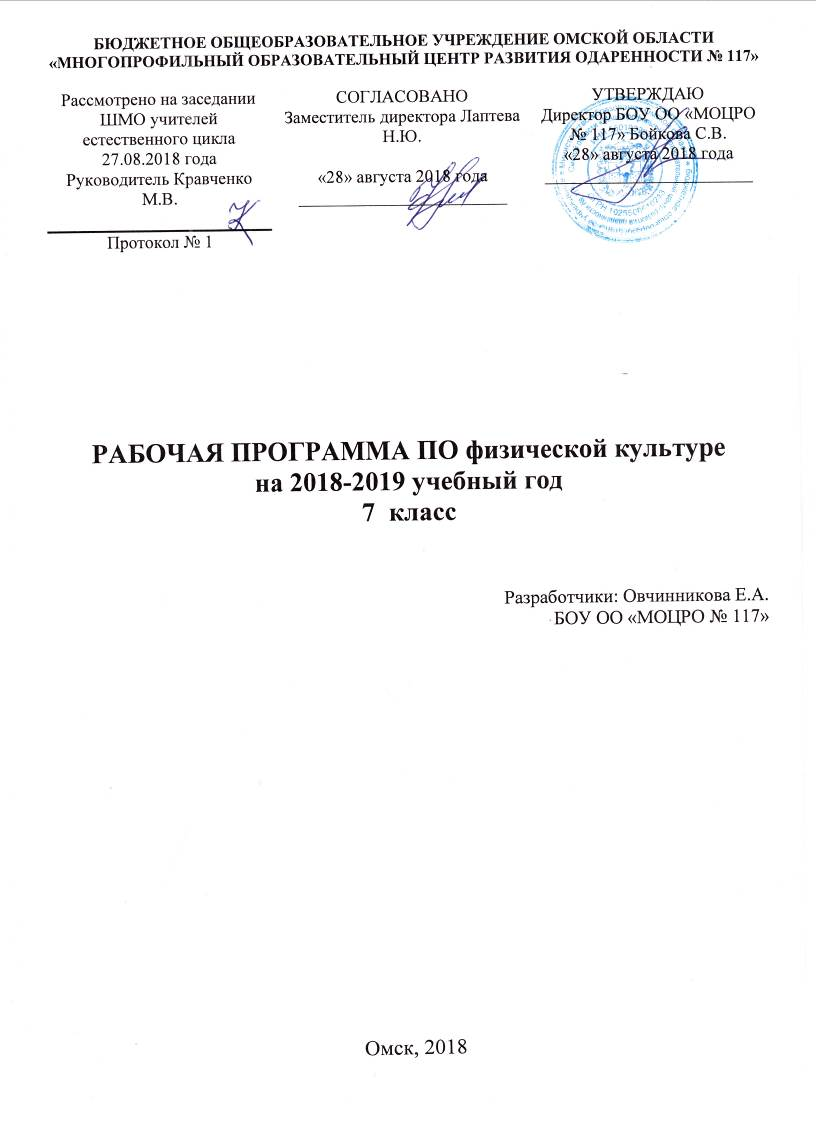 БЮДЖЕТНОЕ ОБЩЕОБРАЗОВАТЕЛЬНОЕ УЧРЕЖДЕНИЕ ОМСКОЙ ОБЛАСТИ
«МНОГОПРОФИЛЬНЫЙ ОБРАЗОВАТЕЛЬНЫЙ ЦЕНТР РАЗВИТИЯ ОДАРЕННОСТИ № 117»
Рассмотрено на заседании
ШМО учителей
естественного цикла
27.08.2018 года
Руководитель Кравченко
М.В.
Протокол № 1
СОГЛАСОВАНО
Заместитель директора Лаптева
Н.Ю.
«28» августа 2018 года
УТВЕРЖДАЮ
Директор БОУ ОО «МОЦРО
№ 117» Бойкова С.В.
«28» августа 2018 года
РАБОЧАЯ ПРОГРАММА ПО физической культуре
на 2018-2019 учебный год
7 класс
Разработчики: Овчинникова Е.А.
БОУ ОО «МОЦРО № 117»
Омск, 2018